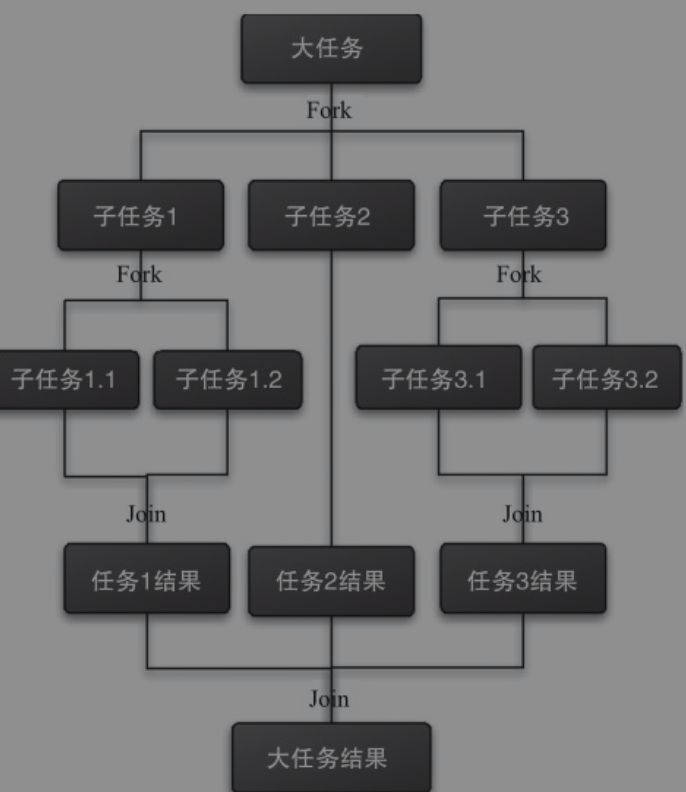 大任务
Fork
子任务1
子任务2
子任务3
Fork
Fork
子任务1.1
子任务1.2
子任务3.1
子任务3.2
Join
Join
任务1结果
任务2结果
任务3结果
Join
大任务结果